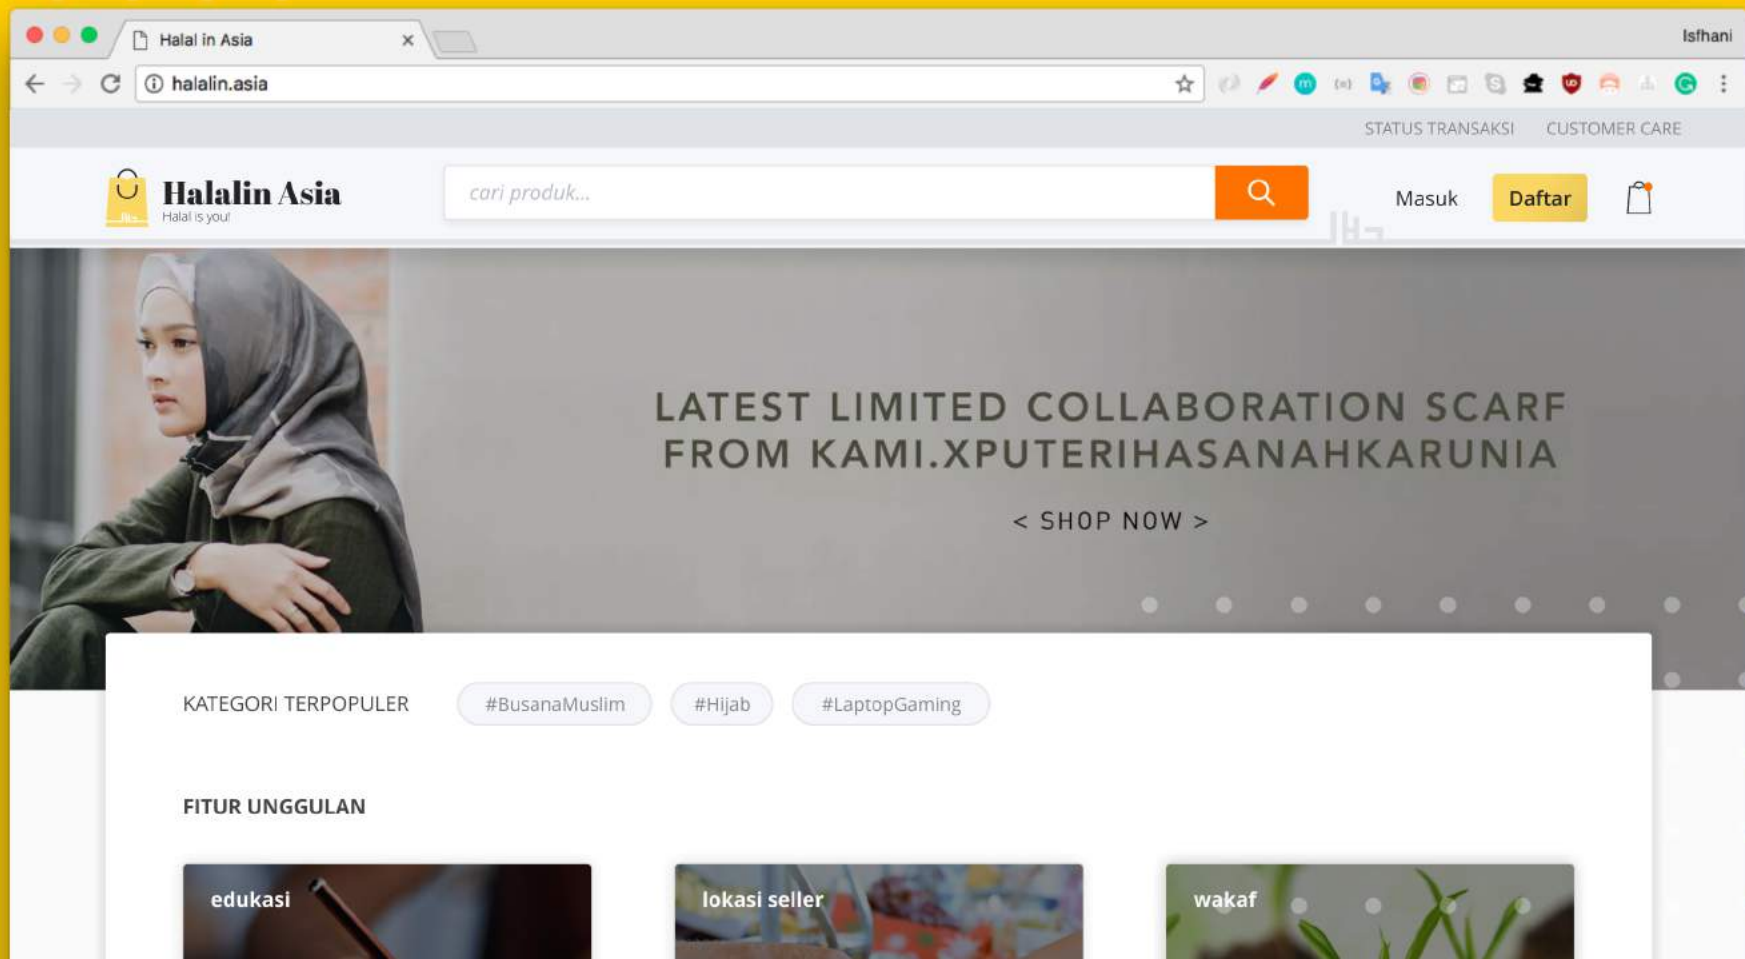 Halal in Asia
Isfhani
halalin.asia
STATUS TRANSAKSI CUSTOMER CARE
Halalin Asia
Halal is you!
cari produk...
Masuk
Daftar
LATEST LIMITED COLLABORATION SCARF
FROM KAMI.XPUTERIHASANAHKARUNIA
< SHOP NOW >
KATEGORI TERPOPULER #BusanaMuslim #Hijab #LaptopGaming
FITUR UNGGULAN
edukasi
lokasi seller
wakaf